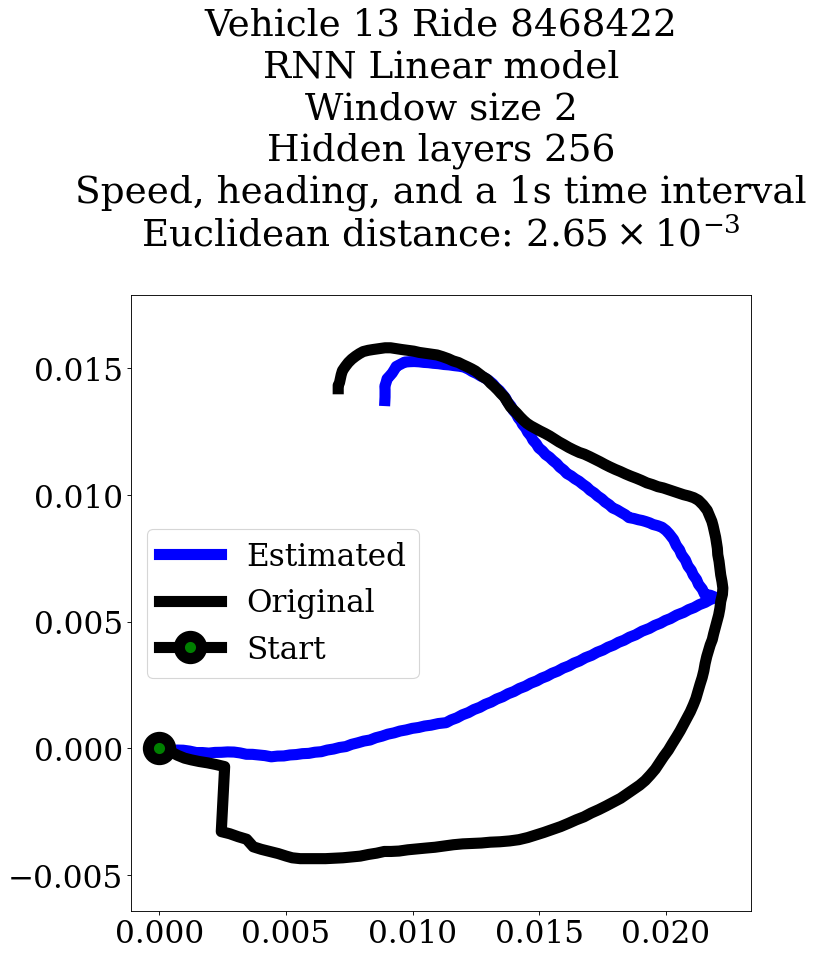 Vehicle 13 Ride 8468422
RNN Linear model
Window size 2
Hidden layers 256
Speed, heading, and a 1s time interval
Euclidean distance: 2.65 × 10⁻³
0.015
0.010
0.005
0.000
−0.005
Estimated
Original
Start
0.000 0.005 0.010 0.015 0.020